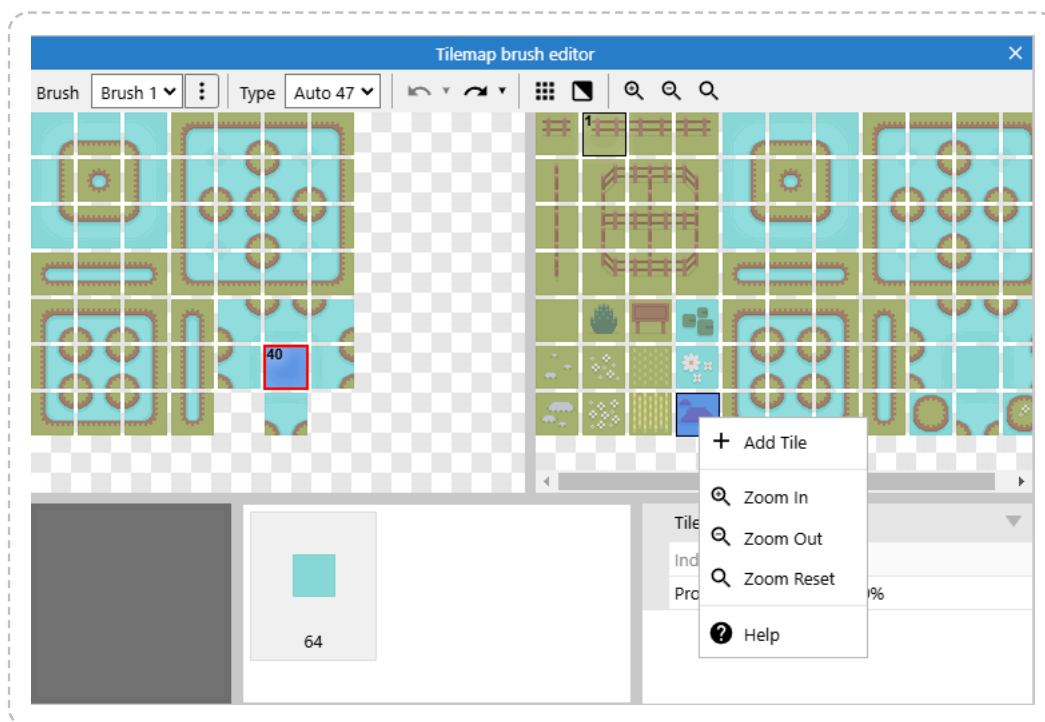 Tilemap brush editor
Brush Brush 1 Type Auto 47
1
40
Add Tile
Zoom In
Zoom Out
Zoom Reset
Help
64
Tile
Ind
Pro %